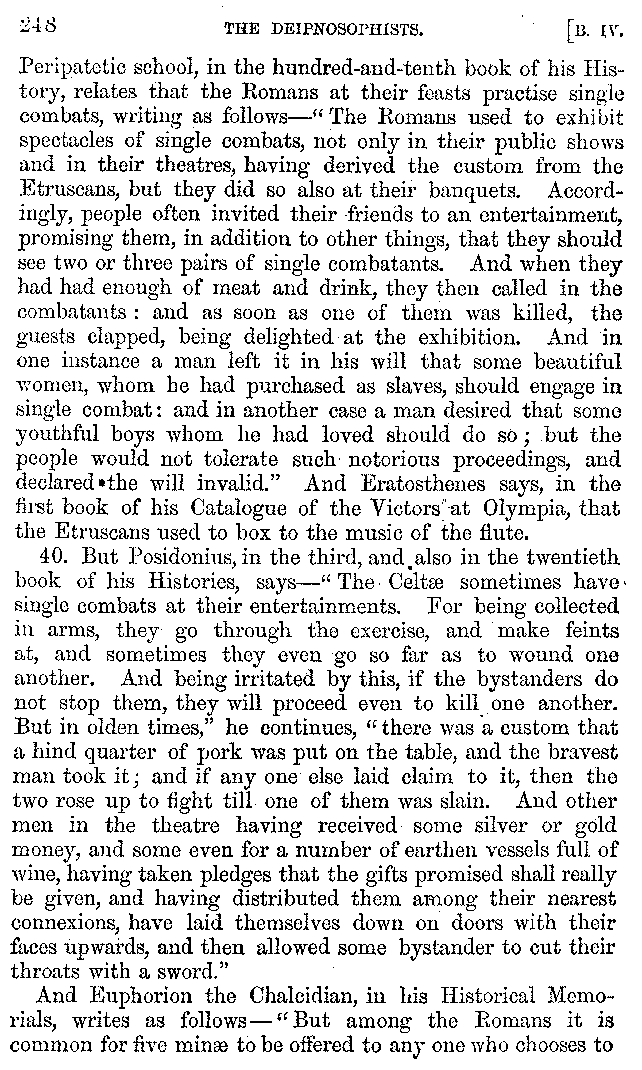 248 THE DEIPNOSOPHISTS. [B. IV.
Peripatetic school, in the hundred-and-tenth book of his His-
tory, relates that the Romans at their feasts practise single
combats, writing as follows—“ The Romans used to exhibit
spectacles of single combats, not only in their public shows
and in their theatres, having derived the custom from the
Etruscans, but they did so also at their banquets. Accord-
ingly, people often invited their friends to an entertainment,
promising them, in addition to other things, that they should
see two or three pairs of single combatants. And when they
had had enough of meat and drink, they then called in the
combatants : and as soon as one of them was killed, the
guests clapped, being delighted at the exhibition. And in
one instance a man left it in his will that some beautiful
women, whom he had purchased as slaves, should engage in
single combat: and in another case a man desired that some
youthful boys whom he had loved should do so ; but the
people would not tolerate such notorious proceedings, and
declared the will invalid.” And Eratosthenes says, in the
first book of his Catalogue of the Victors at Olympia, that
the Etruscans used to box to the music of the flute.
40. But Posidonius, in the third, and also in the twentieth
book of his Histories, says—“ The Celtæ sometimes have
single combats at their entertainments. For being collected
in arms, they go through the exercise, and make feints
at, and sometimes they even go so far as to wound one
another. And being irritated by this, if the bystanders do
not stop them, they will proceed even to kill one another.
But in olden times,” he continues, “ there was a custom that
a hind quarter of pork was put on the table, and the bravest
man took it; and if any one else laid claim to it, then the
two rose up to fight till one of them was slain. And other
men in the theatre having received some silver or gold
money, and some even for a number of earthen vessels full of
wine, having taken pledges that the gifts promised shall really
be given, and having distributed them among their nearest
connexions, have laid themselves down on doors with their
faces upwards, and then allowed some bystander to cut their
throats with a sword.”
And Euphorion the Chalcidian, in his Historical Memo-
rials, writes as follows—“ But among the Romans it is
common for five minæ to be offered to any one who chooses to